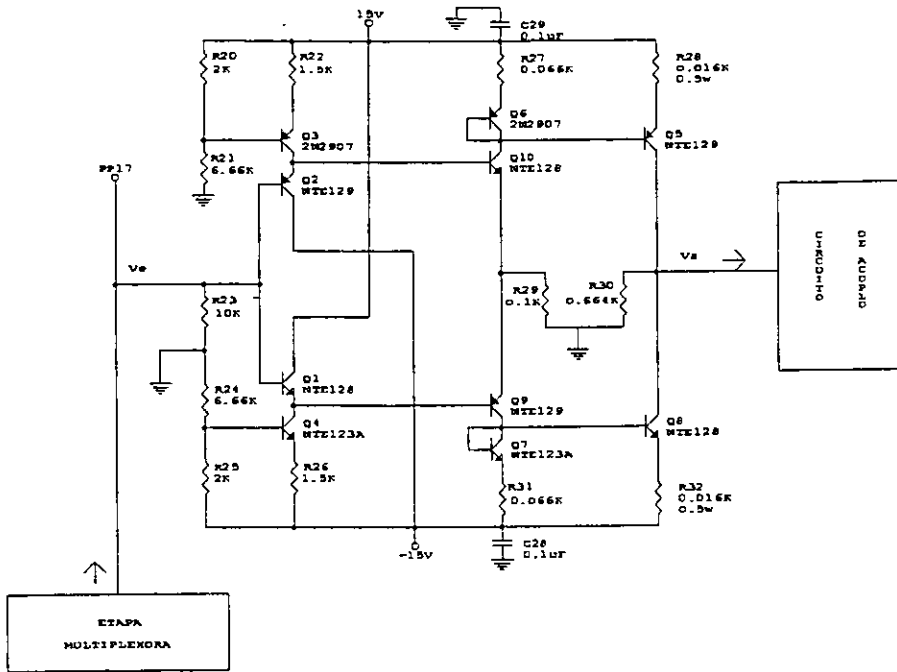 15V
C29
0.1uF
R20
2K
R22
1.5K
R27
0.066K
R28
0.016K
0.5w
Q3
2N2907
Q6
2N2907
Q5
NTE129
R21
6.66K
Q2
NTE129
Q10
NTE128
PP17
Ve
R23
10K
R29
0.1K
R30
0.664K
Vs
CIRCUITO
DE ACOPLO
Q1
NTE128
R24
6.66K
Q4
NTE123A
Q9
NTE129
Q7
NTE123A
Q8
NTE128
R25
2K
R26
1.5K
R31
0.066K
R32
0.016K
0.5w
-15V
C28
0.1uF
ETAPA
MULTIPLEXORA